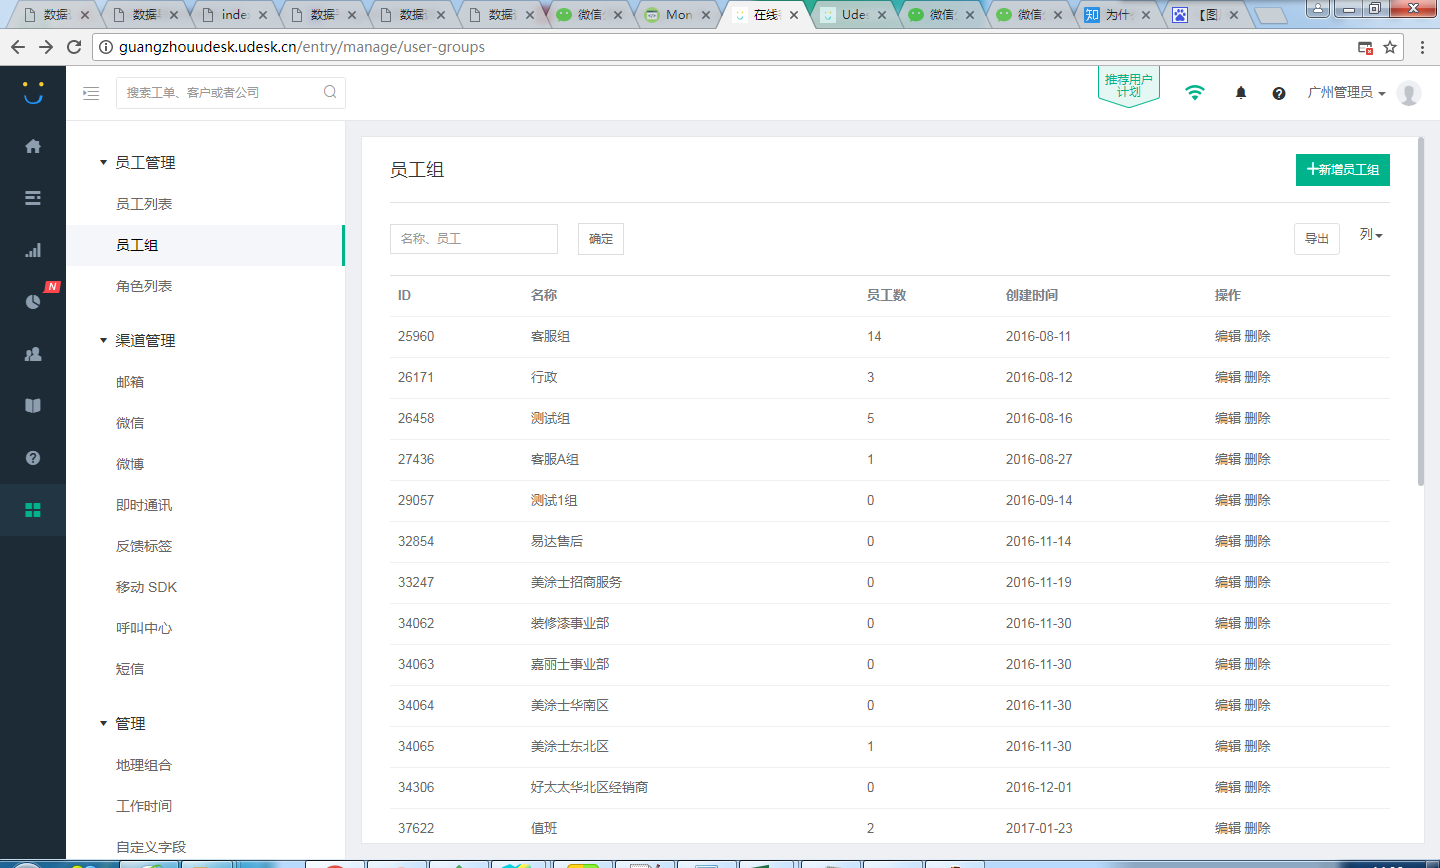 数据
数据
inde
数据
数据
数据
微信公
Mon
在线
Udes
微信公
微信公
知 为什
【图
guangzhouudesk.udesk.cn/entry/manage/user-groups
搜索工单、客户或者公司
推荐用户
计划
广州管理员
N
员工管理
员工列表
员工组
角色列表
渠道管理
邮箱
微信
微博
即时通讯
反馈标签
移动 SDK
呼叫中心
短信
管理
地理组合
工作时间
自定义字段
员工组
新增员工组
名称、员工
确定
导出
列
ID 名称 员工数 创建时间 操作
25960 客服组 14 2016-08-11 编辑 删除
26171 行政 3 2016-08-12 编辑 删除
26458 测试组 5 2016-08-16 编辑 删除
27436 客服A组 1 2016-08-27 编辑 删除
29057 测试1组 0 2016-09-14 编辑 删除
32854 易达售后 0 2016-11-14 编辑 删除
33247 美涂士招商服务 0 2016-11-19 编辑 删除
34062 装修漆事业部 0 2016-11-30 编辑 删除
34063 嘉丽士事业部 0 2016-11-30 编辑 删除
34064 美涂士华南区 0 2016-11-30 编辑 删除
34065 美涂士东北区 1 2016-11-30 编辑 删除
34306 好太太华北区经销商 0 2016-12-01 编辑 删除
37622 值班 2 2017-01-23 编辑 删除